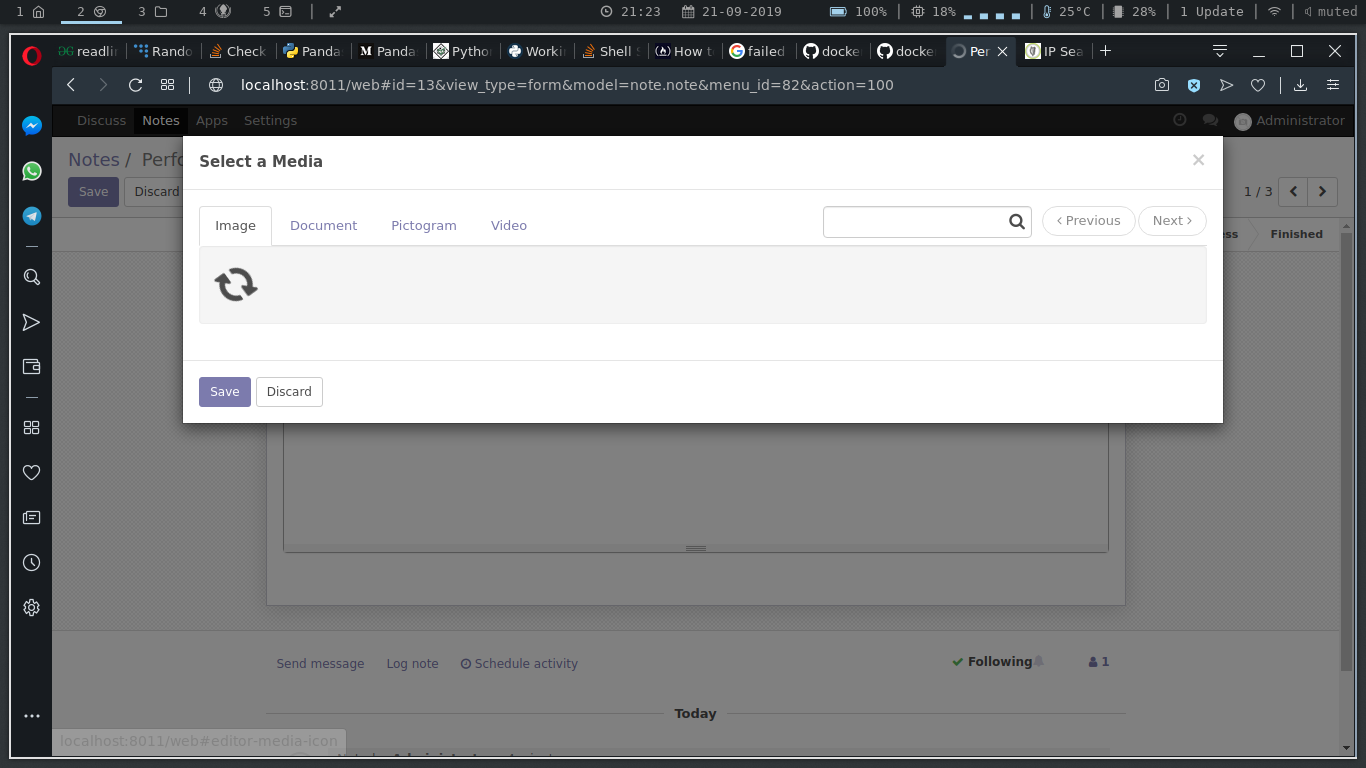 1 2 3 4 5 21:23 21-09-2019 100% 18% 25°C 28% 1 Update muted
readlin Rando Check Panda Panda Pytho Worki Shell S How t failed docke docke Per IP Sea
localhost:8011/web#id=13&view_type=form&model=note.note&menu_id=82&action=100
Discuss Notes Apps Settings Administrator
Notes / Perfo
Save Discard 1 / 3
Select a Media ×
Image Document Pictogram Video Previous Next
ss Finished
Save Discard
Send message Log note Schedule activity Following 1
Today
localhost:8011/web#editor-media-icon